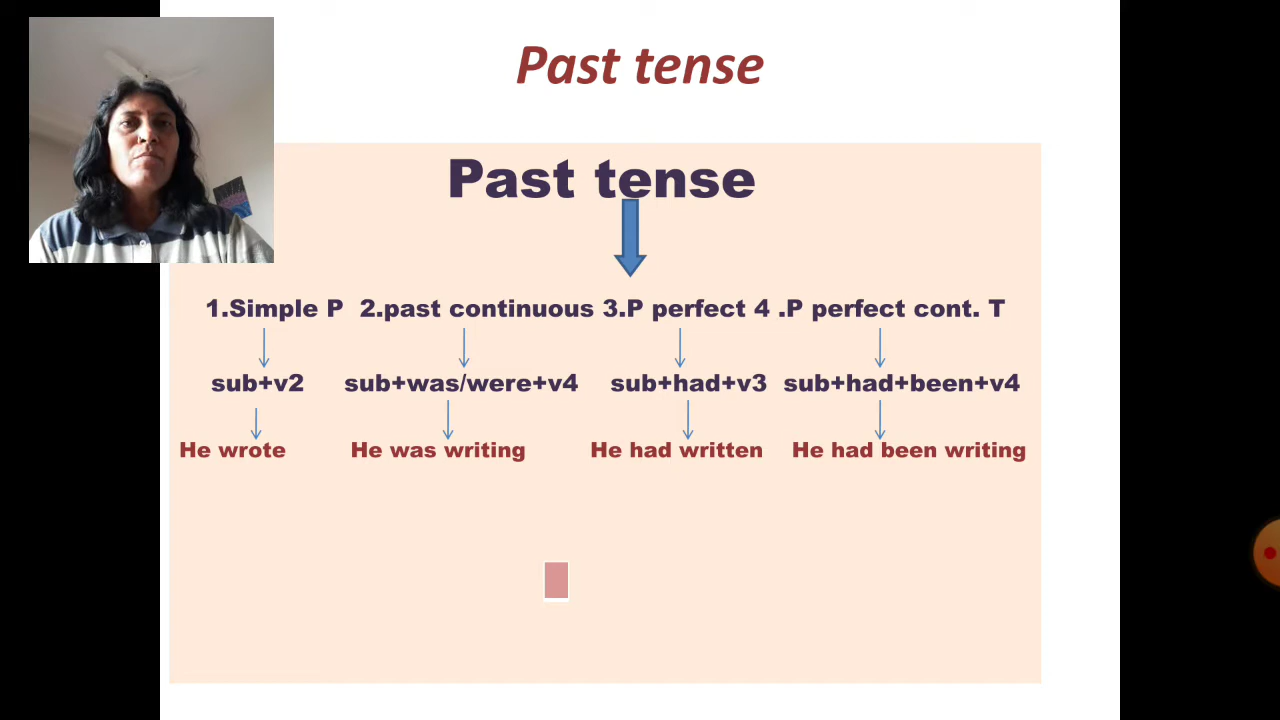 Past tense
Past tense
1.Simple P 2.past continuous 3.P perfect 4 .P perfect cont. T
sub+v2 sub+was/were+v4 sub+had+v3 sub+had+been+v4
He wrote He was writing He had written He had been writing